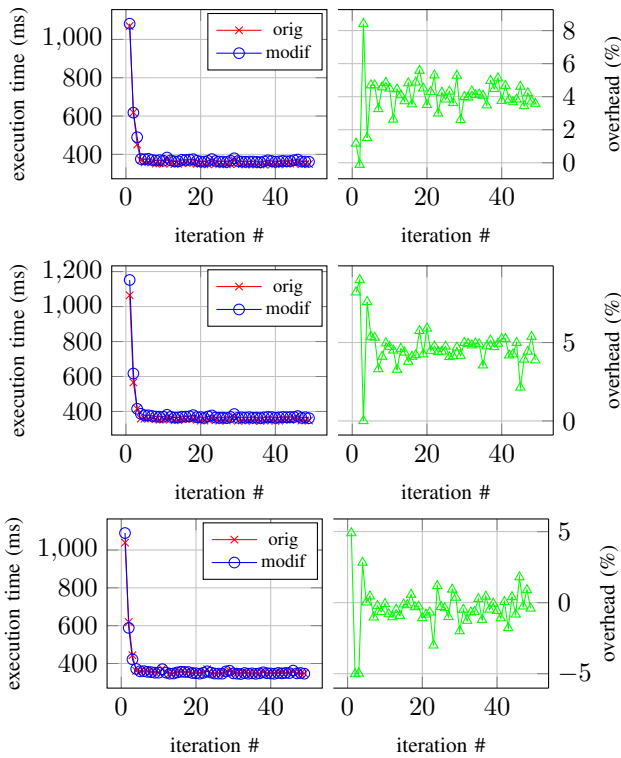 execution time (ms)
1,000
800
600
400
0 20 40
iteration #
orig
modif
8
6
4
2
0
0 20 40
iteration #
overhead (%)
execution time (ms)
1,200
1,000
800
600
400
0 20 40
iteration #
orig
modif
5
0
0 20 40
iteration #
overhead (%)
execution time (ms)
1,000
800
600
400
0 20 40
iteration #
orig
modif
5
0
−5
0 20 40
iteration #
overhead (%)